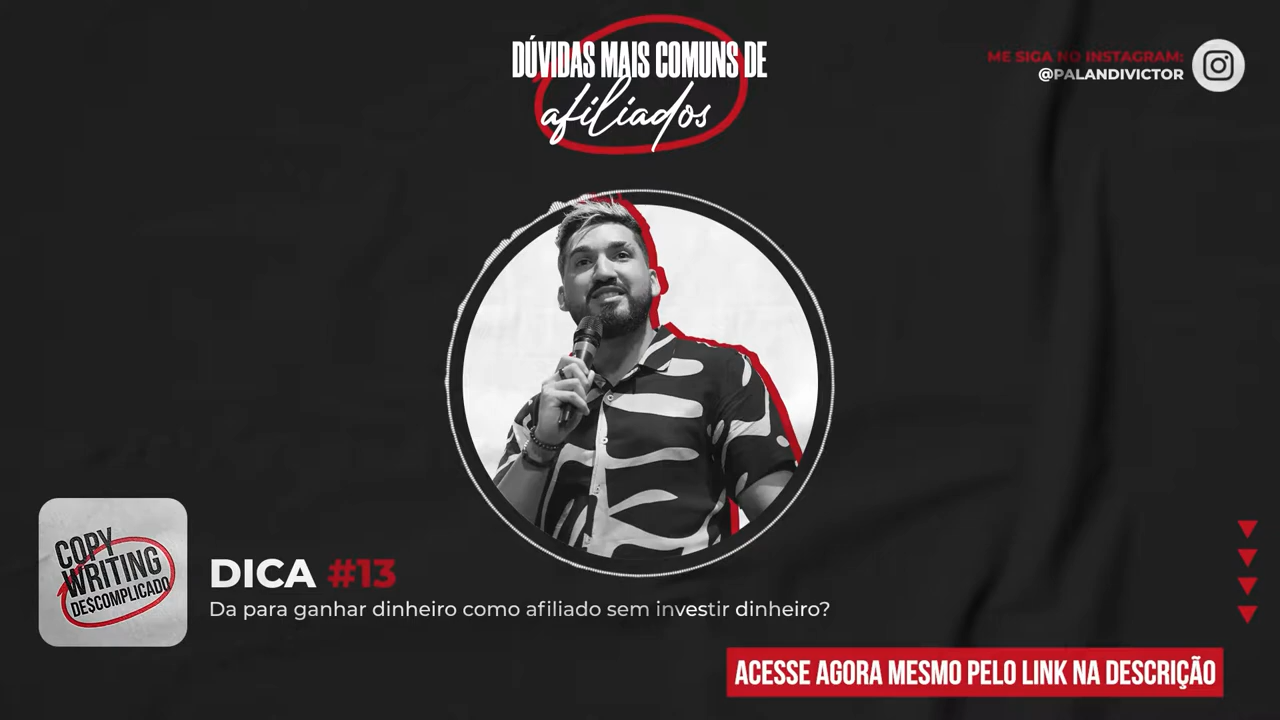 DÚVIDAS MAIS COMUNS DE
afiliados
ME SIGA NO INSTAGRAM:
@PALANDIVICTOR
COPY
WRITING
DESCOMPLICADO
DICA #13
Da para ganhar dinheiro como afiliado sem investir dinheiro?
ACESSE AGORA MESMO PELO LINK NA DESCRIÇÃO